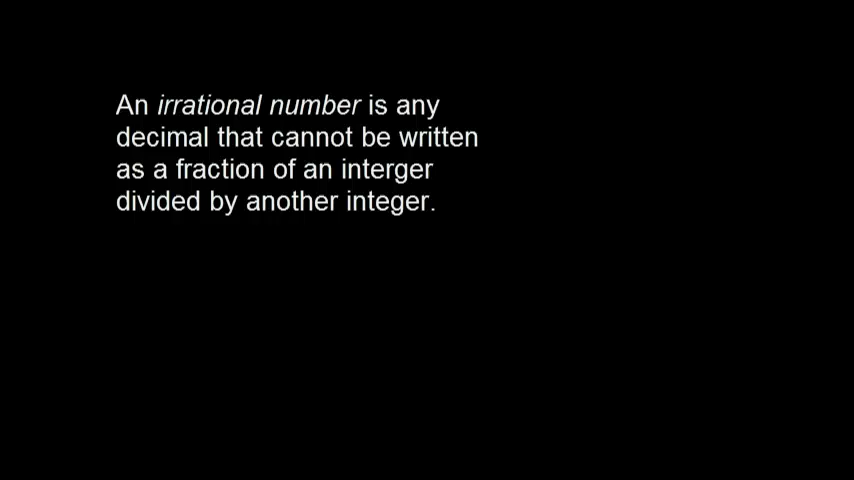 An irrational number is any
decimal that cannot be written
as a fraction of an interger
divided by another integer.